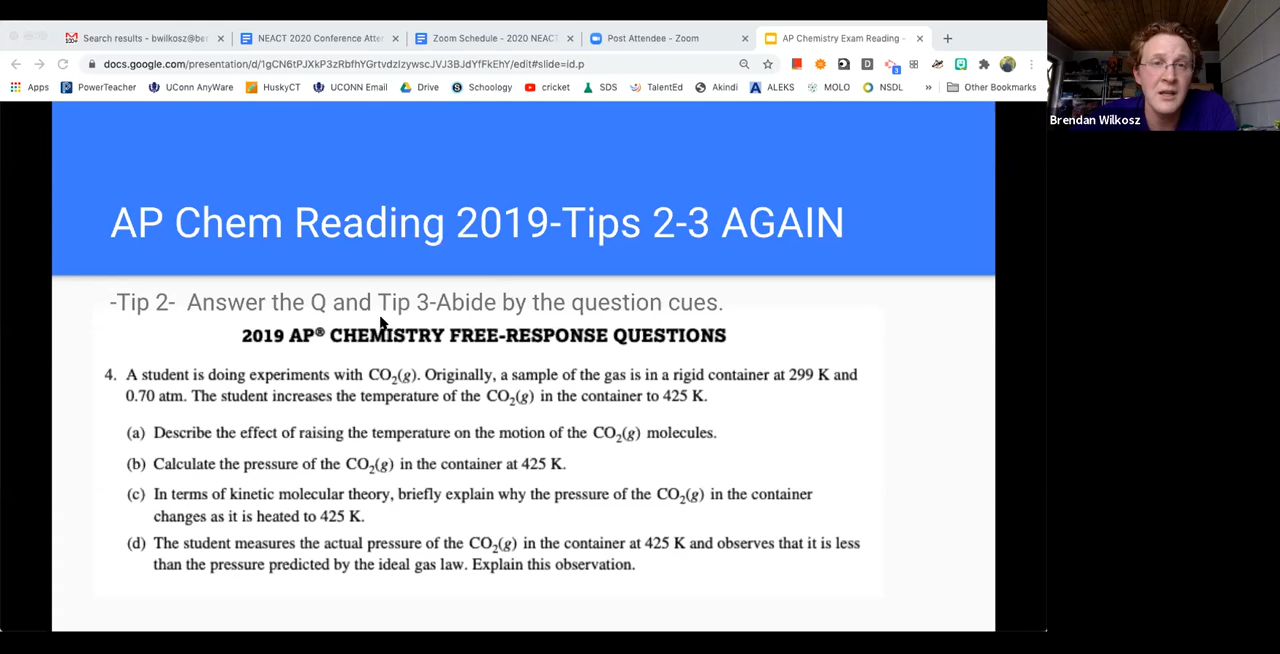 Search results - bwilkosz@ber
NEACT 2020 Conference Atter
Zoom Schedule - 2020 NEACT
Post Attendee - Zoom
AP Chemistry Exam Reading -
docs.google.com/presentation/d/1gCN6tPJXkP3zRbfhYGrtvdzIzywscJVJ3BJdYfFkEhY/edit#slide=id.p
Apps PowerTeacher UConn AnyWare HuskyCT UCONN Email Drive Schoology cricket SDS TalentEd Akindi ALEKS MOLO NSDL » Other Bookmarks
Brendan Wilkosz
AP Chem Reading 2019-Tips 2-3 AGAIN
-Tip 2- Answer the Q and Tip 3-Abide by the question cues.
2019 AP® CHEMISTRY FREE-RESPONSE QUESTIONS
4. A student is doing experiments with CO₂(g). Originally, a sample of the gas is in a rigid container at 299 K and
0.70 atm. The student increases the temperature of the CO₂(g) in the container to 425 K.
(a) Describe the effect of raising the temperature on the motion of the CO₂(g) molecules.
(b) Calculate the pressure of the CO₂(g) in the container at 425 K.
(c) In terms of kinetic molecular theory, briefly explain why the pressure of the CO₂(g) in the container
changes as it is heated to 425 K.
(d) The student measures the actual pressure of the CO₂(g) in the container at 425 K and observes that it is less
than the pressure predicted by the ideal gas law. Explain this observation.